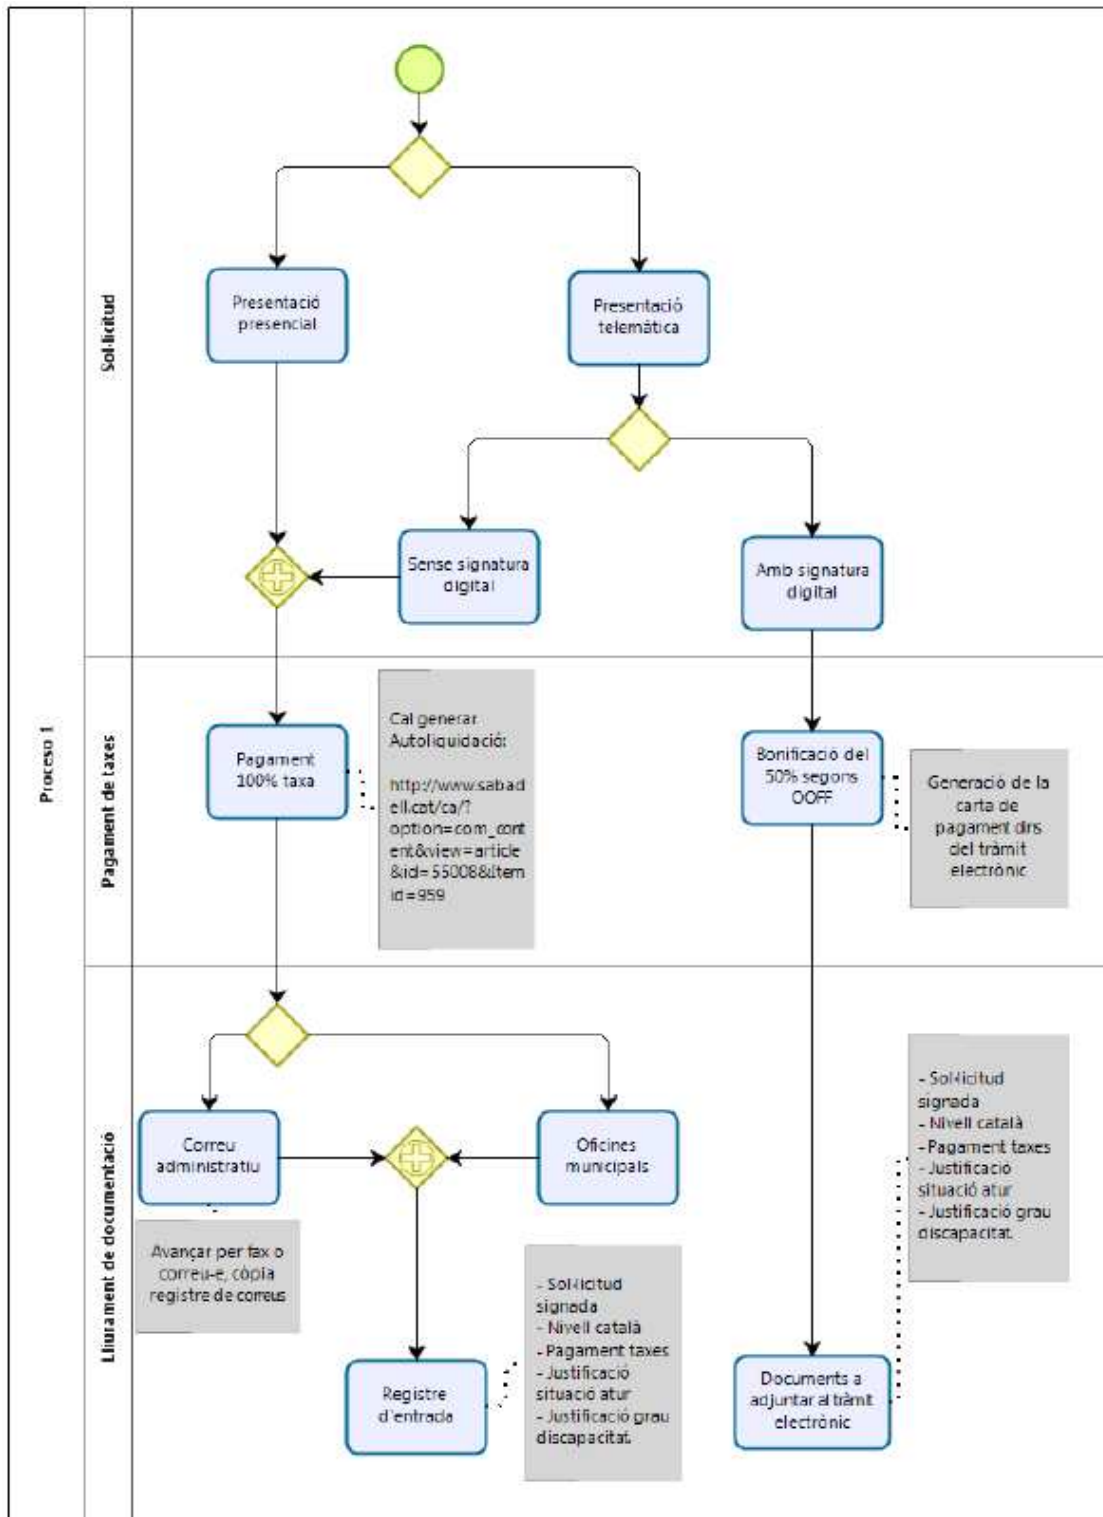 Proceso 1
Sol·licitud
Presentació
presencial
Presentació
telemàtica
Sense signatura
digital
Amb signatura
digital
Pagament de taxes
Pagament
100% taxa
Cal generar
Autoliquidació:
http://www.sabad
ell.cat/ca/?
option=com_cont
ent&view=article
&id=55008&Item
id=959
Bonificació del
50% segons
OOFF
Generació de la
carta de
pagament dins
del tràmit
electrònic
Lliurament de documentació
Correu
administratiu
Oficines
municipals
Avançar per fax o
correu-e, còpia
registre de correus
Registre
d'entrada
- Sol·licitud
signada
- Nivell català
- Pagament taxes
- Justificació
situació atur
- Justificació grau
discapacitat.
- Sol·licitud
signada
- Nivell català
- Pagament taxes
- Justificació
situació atur
- Justificació grau
discapacitat.
Documents a
adjuntar al tràmit
electrònic